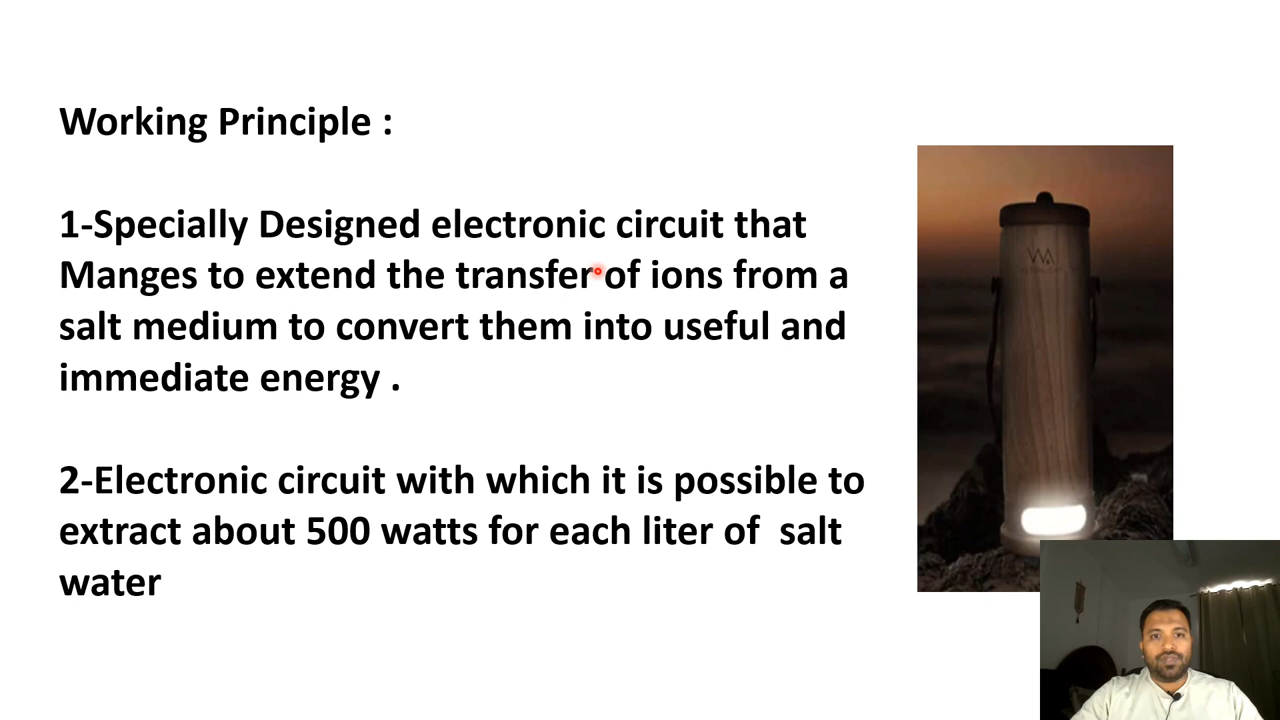 Working Principle :
1-Specially Designed electronic circuit that
Manges to extend the transfer of ions from a
salt medium to convert them into useful and
immediate energy .
2-Electronic circuit with which it is possible to
extract about 500 watts for each liter of salt
water